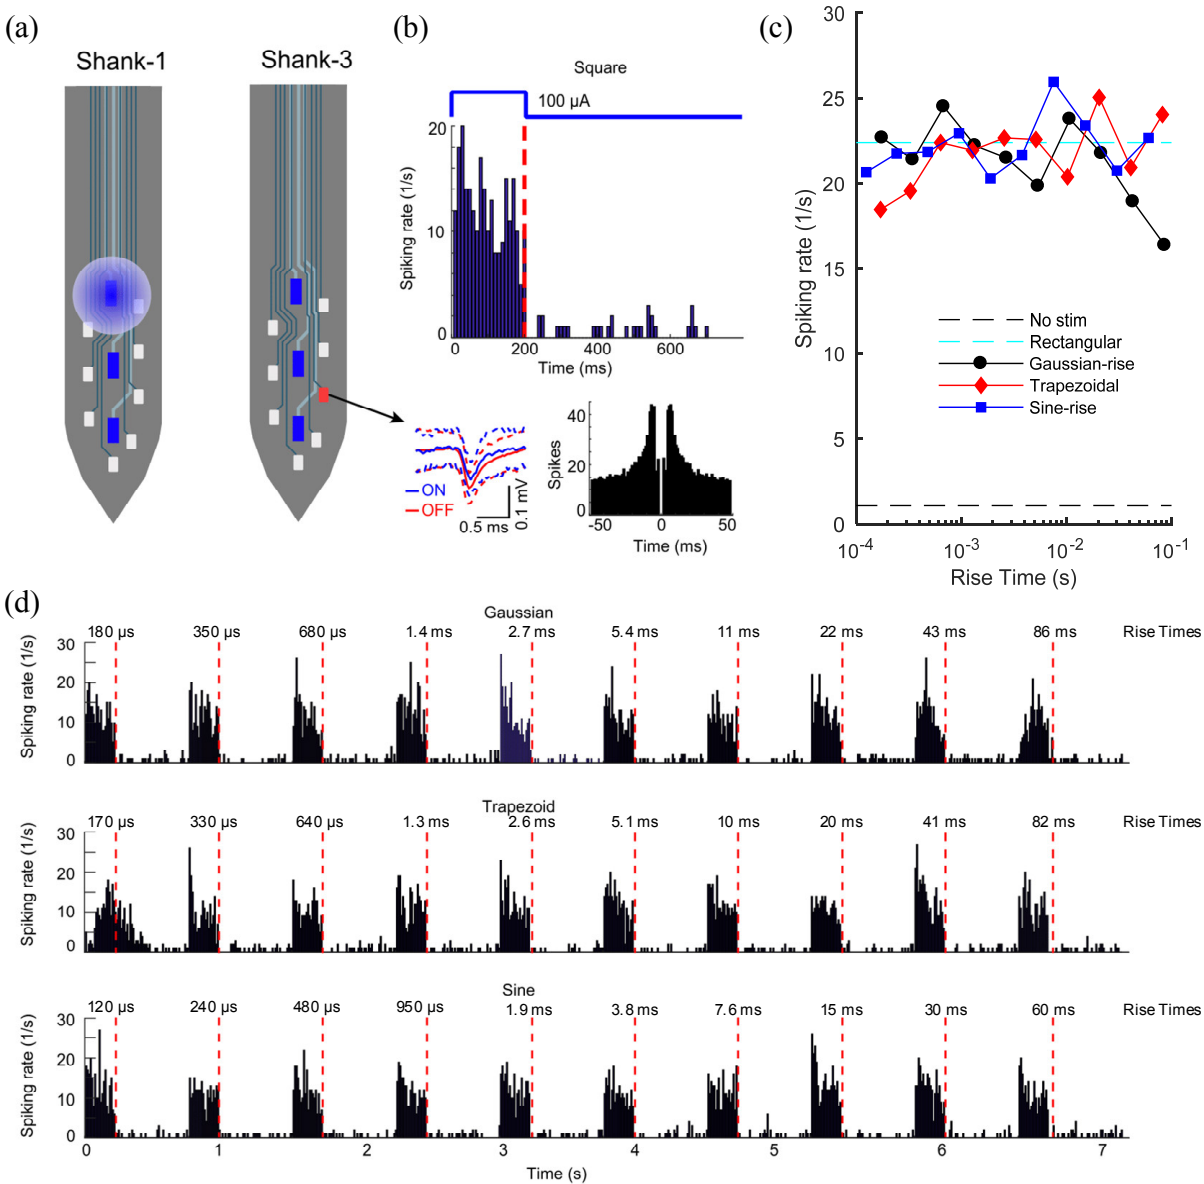 (a)
Shank-1
Shank-3
(b)
Square
100 µA
20
10
0
Spiking rate (1/s)
0 200 400 600
Time (ms)
ON
OFF
0.5 ms
0.1 mV
40
20
0
Spikes
-50 0 50
Time (ms)
(c)
30
25
20
15
10
5
0
Spiking rate (1/s)
No stim
Rectangular
Gaussian-rise
Trapezoidal
Sine-rise
10-4 10-3 10-2 10-1
Rise Time (s)
(d)
Gaussian
180 µs 350 µs 680 µs 1.4 ms 2.7 ms 5.4 ms 11 ms 22 ms 43 ms 86 ms Rise Times
30
20
10
0
Spiking rate (1/s)
Trapezoid
170 µs 330 µs 640 µs 1.3 ms 2.6 ms 5.1 ms 10 ms 20 ms 41 ms 82 ms Rise Times
30
20
10
0
Spiking rate (1/s)
Sine
120 µs 240 µs 480 µs 950 µs 1.9 ms 3.8 ms 7.6 ms 15 ms 30 ms 60 ms Rise Times
30
20
10
0
Spiking rate (1/s)
0 1 2 3 4 5 6 7
Time (s)